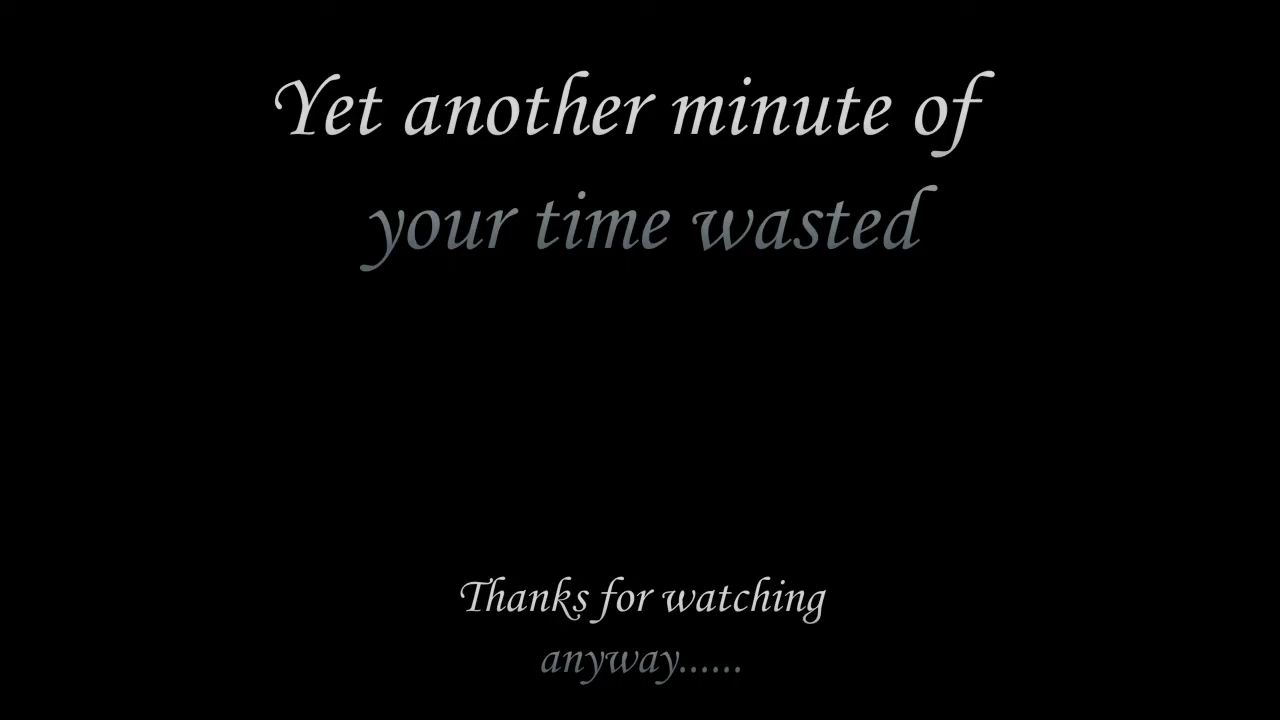 Yet another minute of
your time wasted
Thanks for watching
anyway......